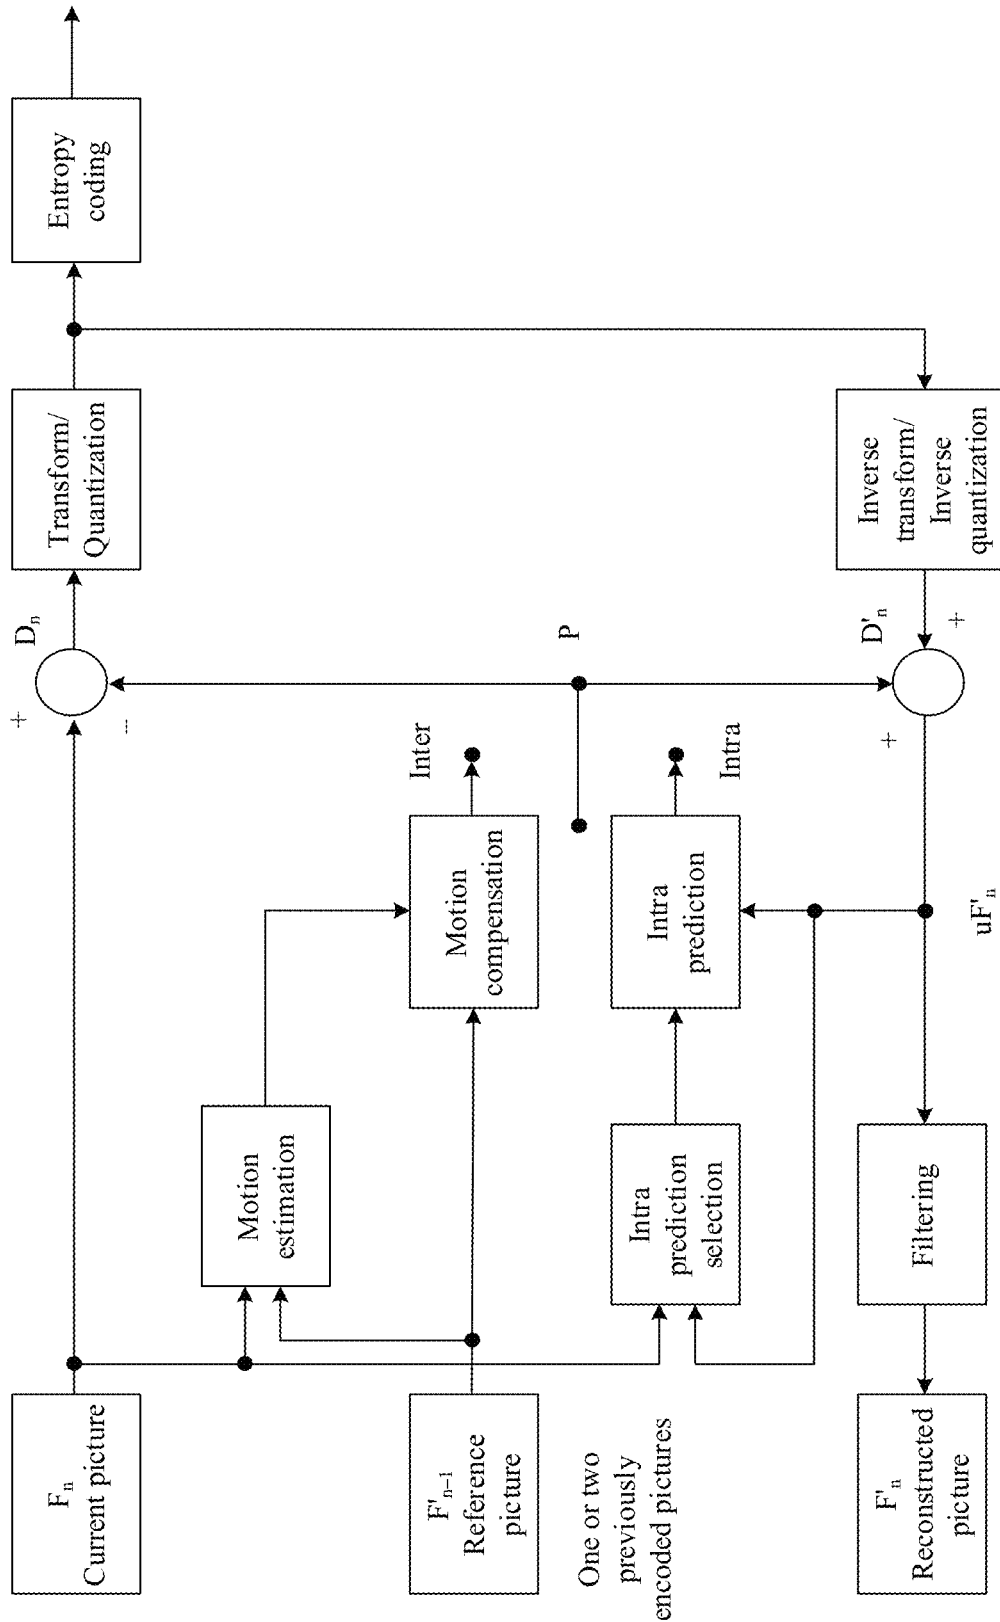 Fₙ
Current picture
F'ₙ₋₁
Reference
picture
One or two
previously
encoded pictures
F'ₙ
Reconstructed
picture
Motion
estimation
Intra
prediction
selection
Filtering
Motion
compensation
Intra
prediction
Inter
Intra
uF'ₙ
P
+
−
Dₙ
+
+
D'ₙ
Transform/
Quantization
Inverse
transform/
Inverse
quantization
Entropy
coding